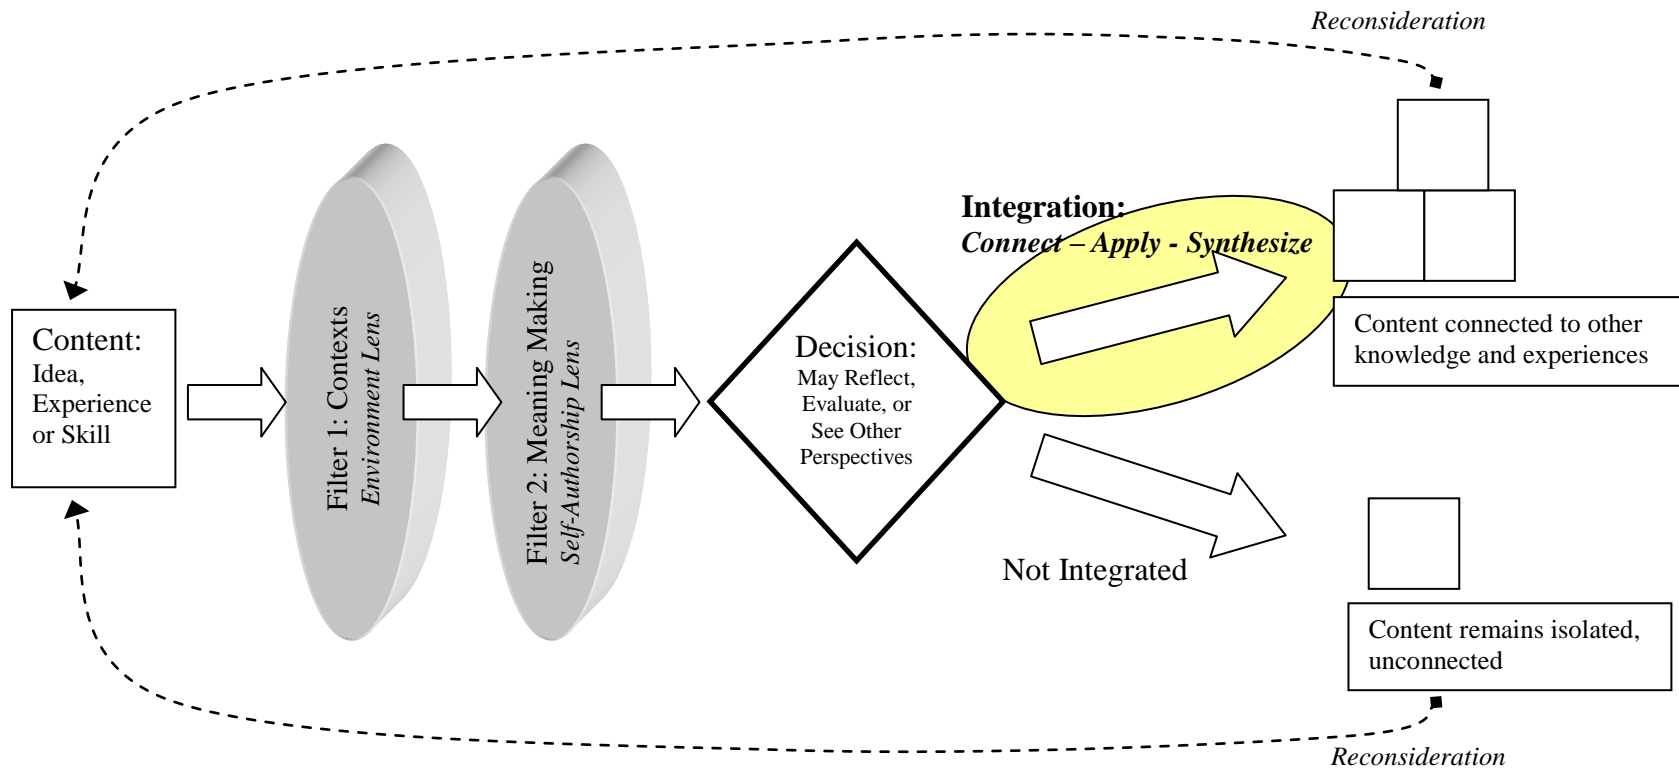 Reconsideration
Content:
Idea,
Experience
or Skill
Filter 1: Contexts
Environment Lens
Filter 2: Meaning Making
Self-Authorship Lens
Decision:
May Reflect,
Evaluate, or
See Other
Perspectives
Integration:
Connect – Apply - Synthesize
Content connected to other
knowledge and experiences
Not Integrated
Content remains isolated,
unconnected
Reconsideration